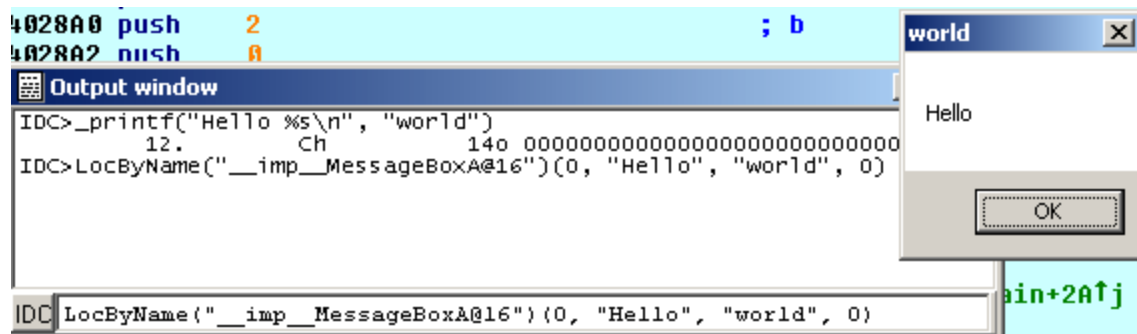 4028A0 push 2 ; b
4028A2 push 0
world
Output window
Hello
IDC>_printf("Hello %s\n", "world")
12. Ch 14o 00000000000000000000000000000
IDC>LocByName("__imp__MessageBoxA@16")(0, "Hello", "world", 0)
OK
ain+2A↑j
IDC LocByName("__imp__MessageBoxA@16")(0, "Hello", "world", 0)